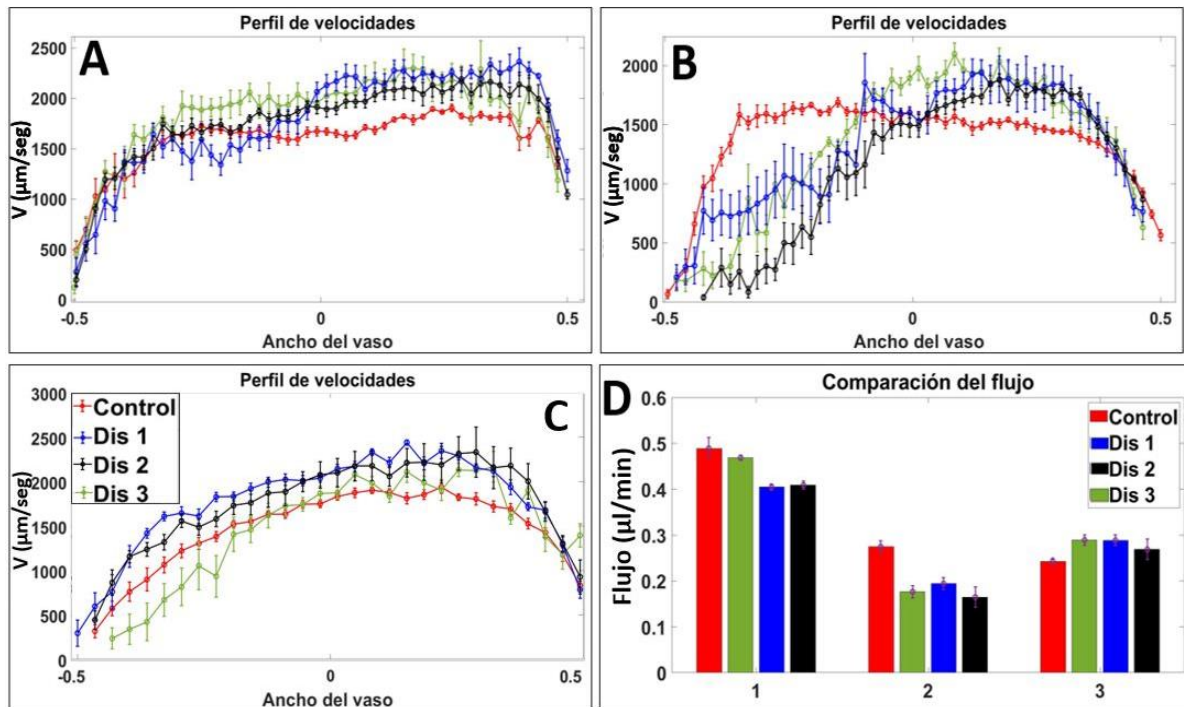 Perfil de velocidades
A
2500
2000
1500
1000
500
0
V (µm/seg)
-0.5 0 0.5
Ancho del vaso
Perfil de velocidades
B
2000
1500
1000
500
0
V (µm/seg)
-0.5 0 0.5
Ancho del vaso
Perfil de velocidades
C
3000
2500
2000
1500
1000
500
0
V (µm/seg)
Control
Dis 1
Dis 2
Dis 3
-0.5 0 0.5
Ancho del vaso
Comparación del flujo
D
0.6
0.5
0.4
0.3
0.2
0.1
0
Flujo (µl/min)
Control
Dis 1
Dis 2
Dis 3
1 2 3